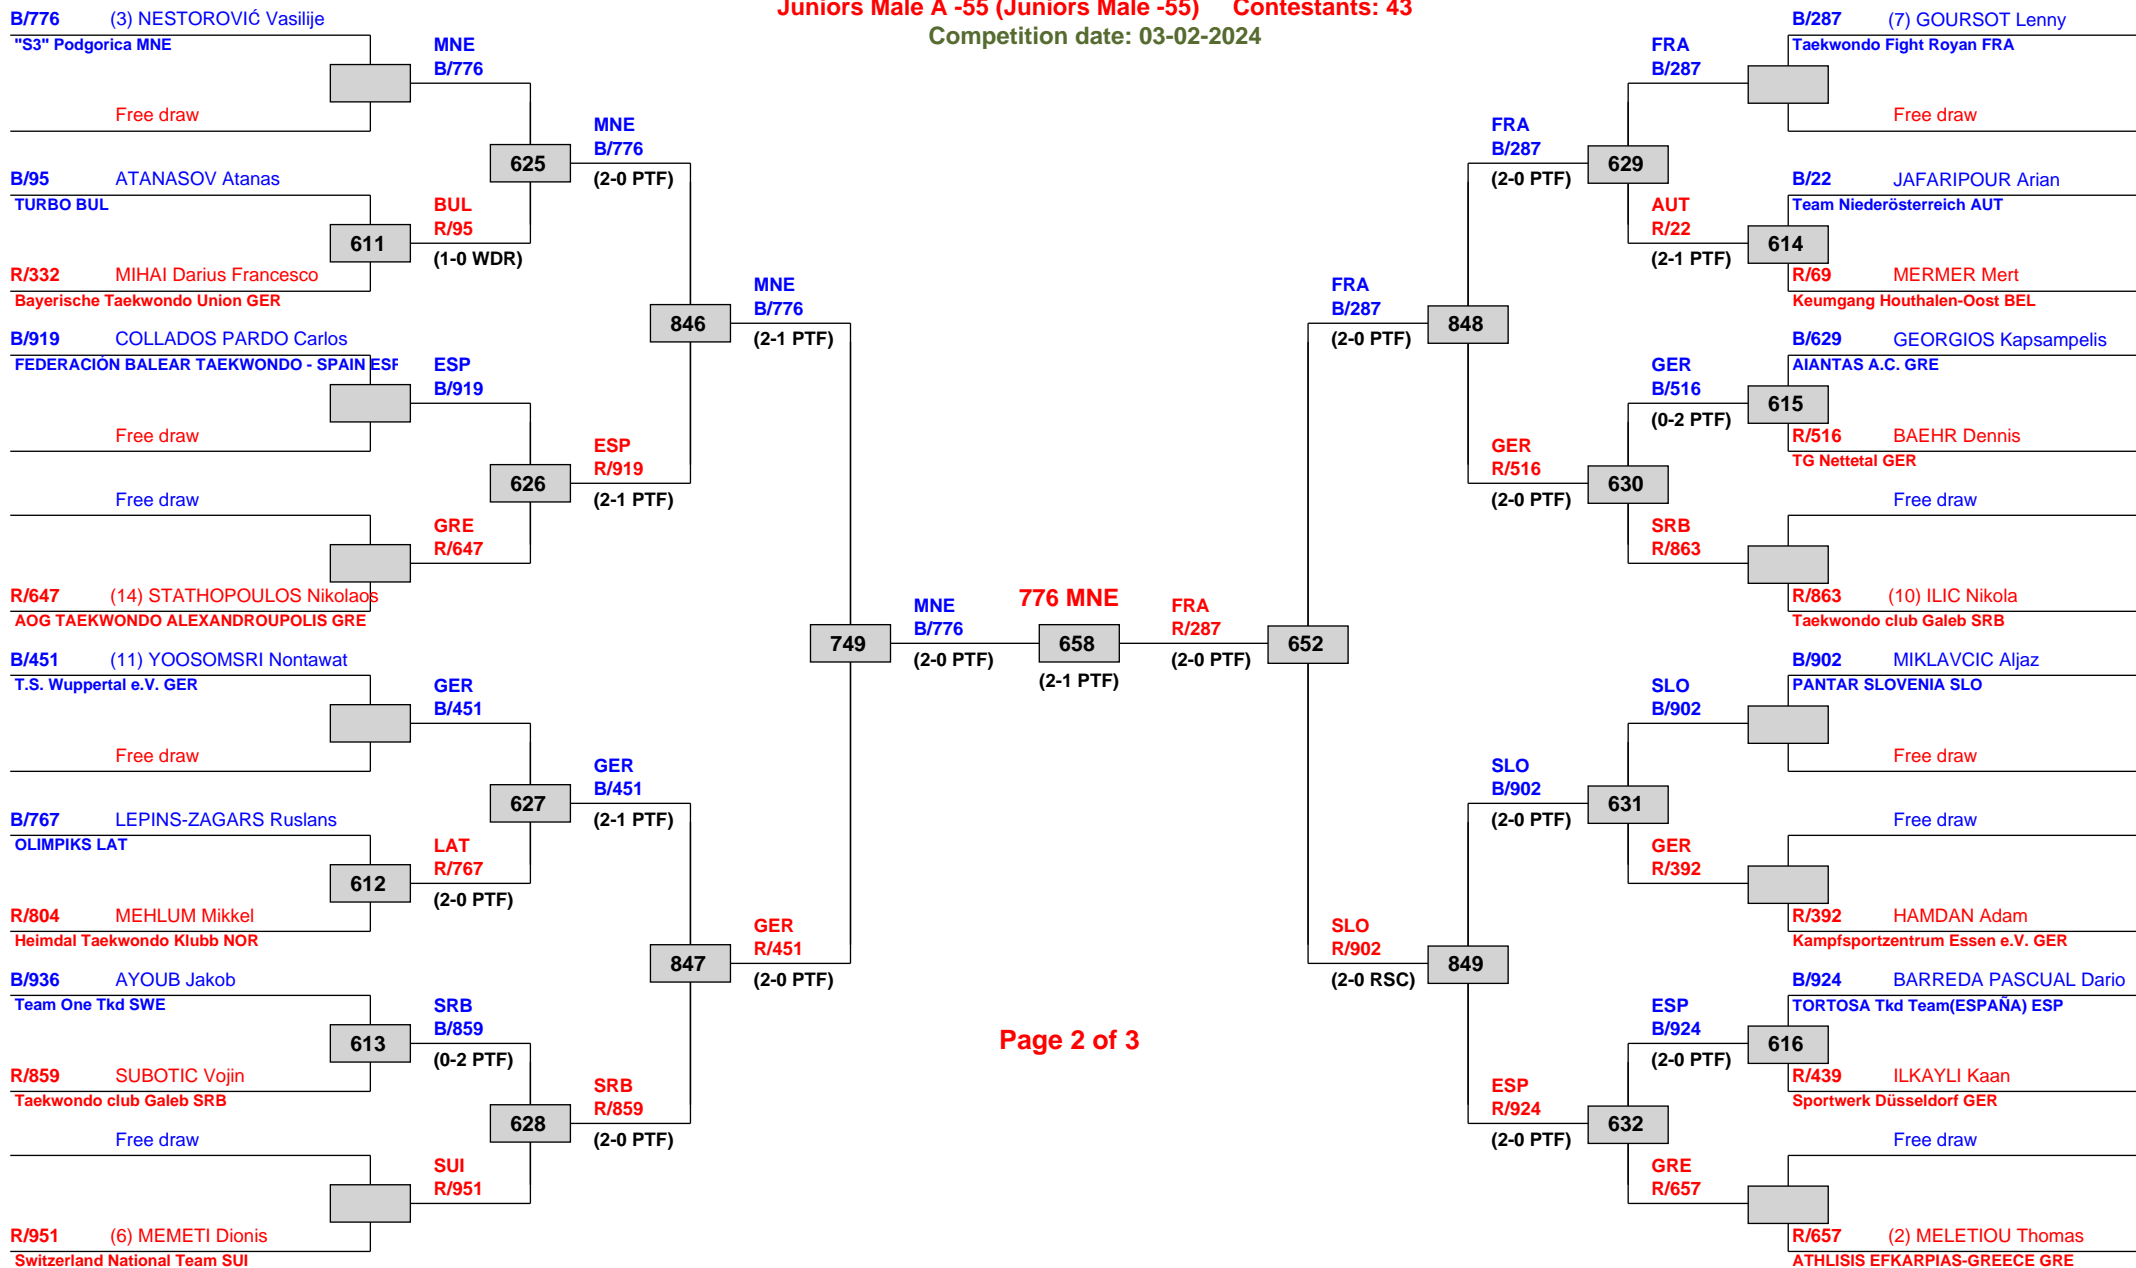 Juniors Male A -55 (Juniors Male -55) Contestants: 43
Competition date: 03-02-2024
B/776 (3) NESTOROVIĆ Vasilije
"S3" Podgorica MNE
Free draw
MNE
B/776
B/95 ATANASOV Atanas
TURBO BUL
611
R/332 MIHAI Darius Francesco
Bayerische Taekwondo Union GER
BUL
R/95
(1-0 WDR)
625
MNE
B/776
(2-0 PTF)
B/919 COLLADOS PARDO Carlos
FEDERACIÓN BALEAR TAEKWONDO - SPAIN ESP
Free draw
ESP
B/919
Free draw
R/647 (14) STATHOPOULOS Nikolaos
AOG TAEKWONDO ALEXANDROUPOLIS GRE
GRE
R/647
626
ESP
R/919
(2-1 PTF)
846
MNE
B/776
(2-1 PTF)
B/451 (11) YOOSOMSRI Nontawat
T.S. Wuppertal e.V. GER
Free draw
GER
B/451
B/767 LEPINS-ZAGARS Ruslans
OLIMPIKS LAT
612
R/804 MEHLUM Mikkel
Heimdal Taekwondo Klubb NOR
LAT
R/767
(2-0 PTF)
627
GER
B/451
(2-1 PTF)
B/936 AYOUB Jakob
Team One Tkd SWE
613
R/859 SUBOTIC Vojin
Taekwondo club Galeb SRB
SRB
B/859
(0-2 PTF)
Free draw
R/951 (6) MEMETI Dionis
Switzerland National Team SUI
SUI
R/951
628
SRB
R/859
(2-0 PTF)
847
GER
R/451
(2-0 PTF)
749
MNE
B/776
(2-0 PTF)
776 MNE
658
(2-1 PTF)
FRA
R/287
(2-0 PTF)
652
Page 2 of 3
FRA
B/287
(2-0 PTF)
848
FRA
B/287
(2-0 PTF)
629
FRA
B/287
B/287 (7) GOURSOT Lenny
Taekwondo Fight Royan FRA
Free draw
AUT
R/22
(2-1 PTF)
614
B/22 JAFARIPOUR Arian
Team Niederösterreich AUT
R/69 MERMER Mert
Keumgang Houthalen-Oost BEL
GER
R/516
(2-0 PTF)
630
GER
B/516
(0-2 PTF)
615
B/629 GEORGIOS Kapsampelis
AIANTAS A.C. GRE
R/516 BAEHR Dennis
TG Nettetal GER
SRB
R/863
Free draw
R/863 (10) ILIC Nikola
Taekwondo club Galeb SRB
SLO
R/902
(2-0 RSC)
849
SLO
B/902
(2-0 PTF)
631
SLO
B/902
B/902 MIKLAVCIC Aljaz
PANTAR SLOVENIA SLO
Free draw
GER
R/392
Free draw
R/392 HAMDAN Adam
Kampfsportzentrum Essen e.V. GER
ESP
R/924
(2-0 PTF)
632
ESP
B/924
(2-0 PTF)
616
B/924 BARREDA PASCUAL Dario
TORTOSA Tkd Team(ESPAÑA) ESP
R/439 ILKAYLI Kaan
Sportwerk Düsseldorf GER
GRE
R/657
Free draw
R/657 (2) MELETIOU Thomas
ATHLISIS EFKARPIAS-GREECE GRE